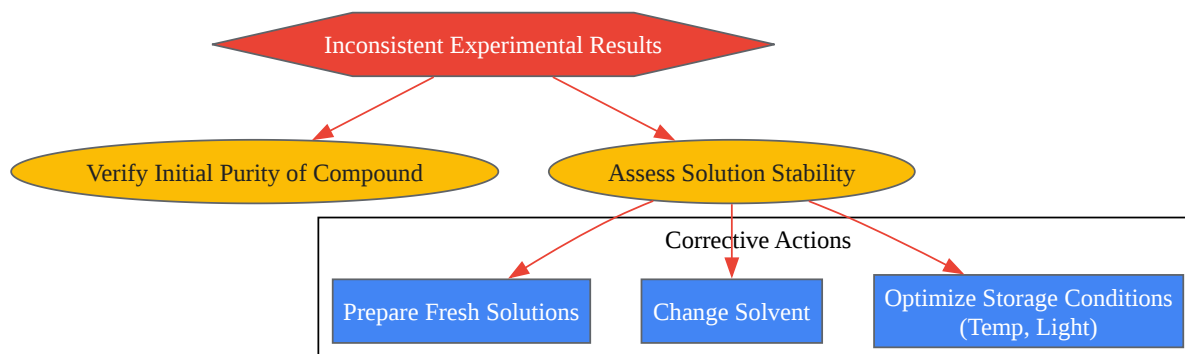 Inconsistent Experimental Results
Verify Initial Purity of Compound
Assess Solution Stability
Corrective Actions
Prepare Fresh Solutions
Change Solvent
Optimize Storage Conditions
(Temp, Light)